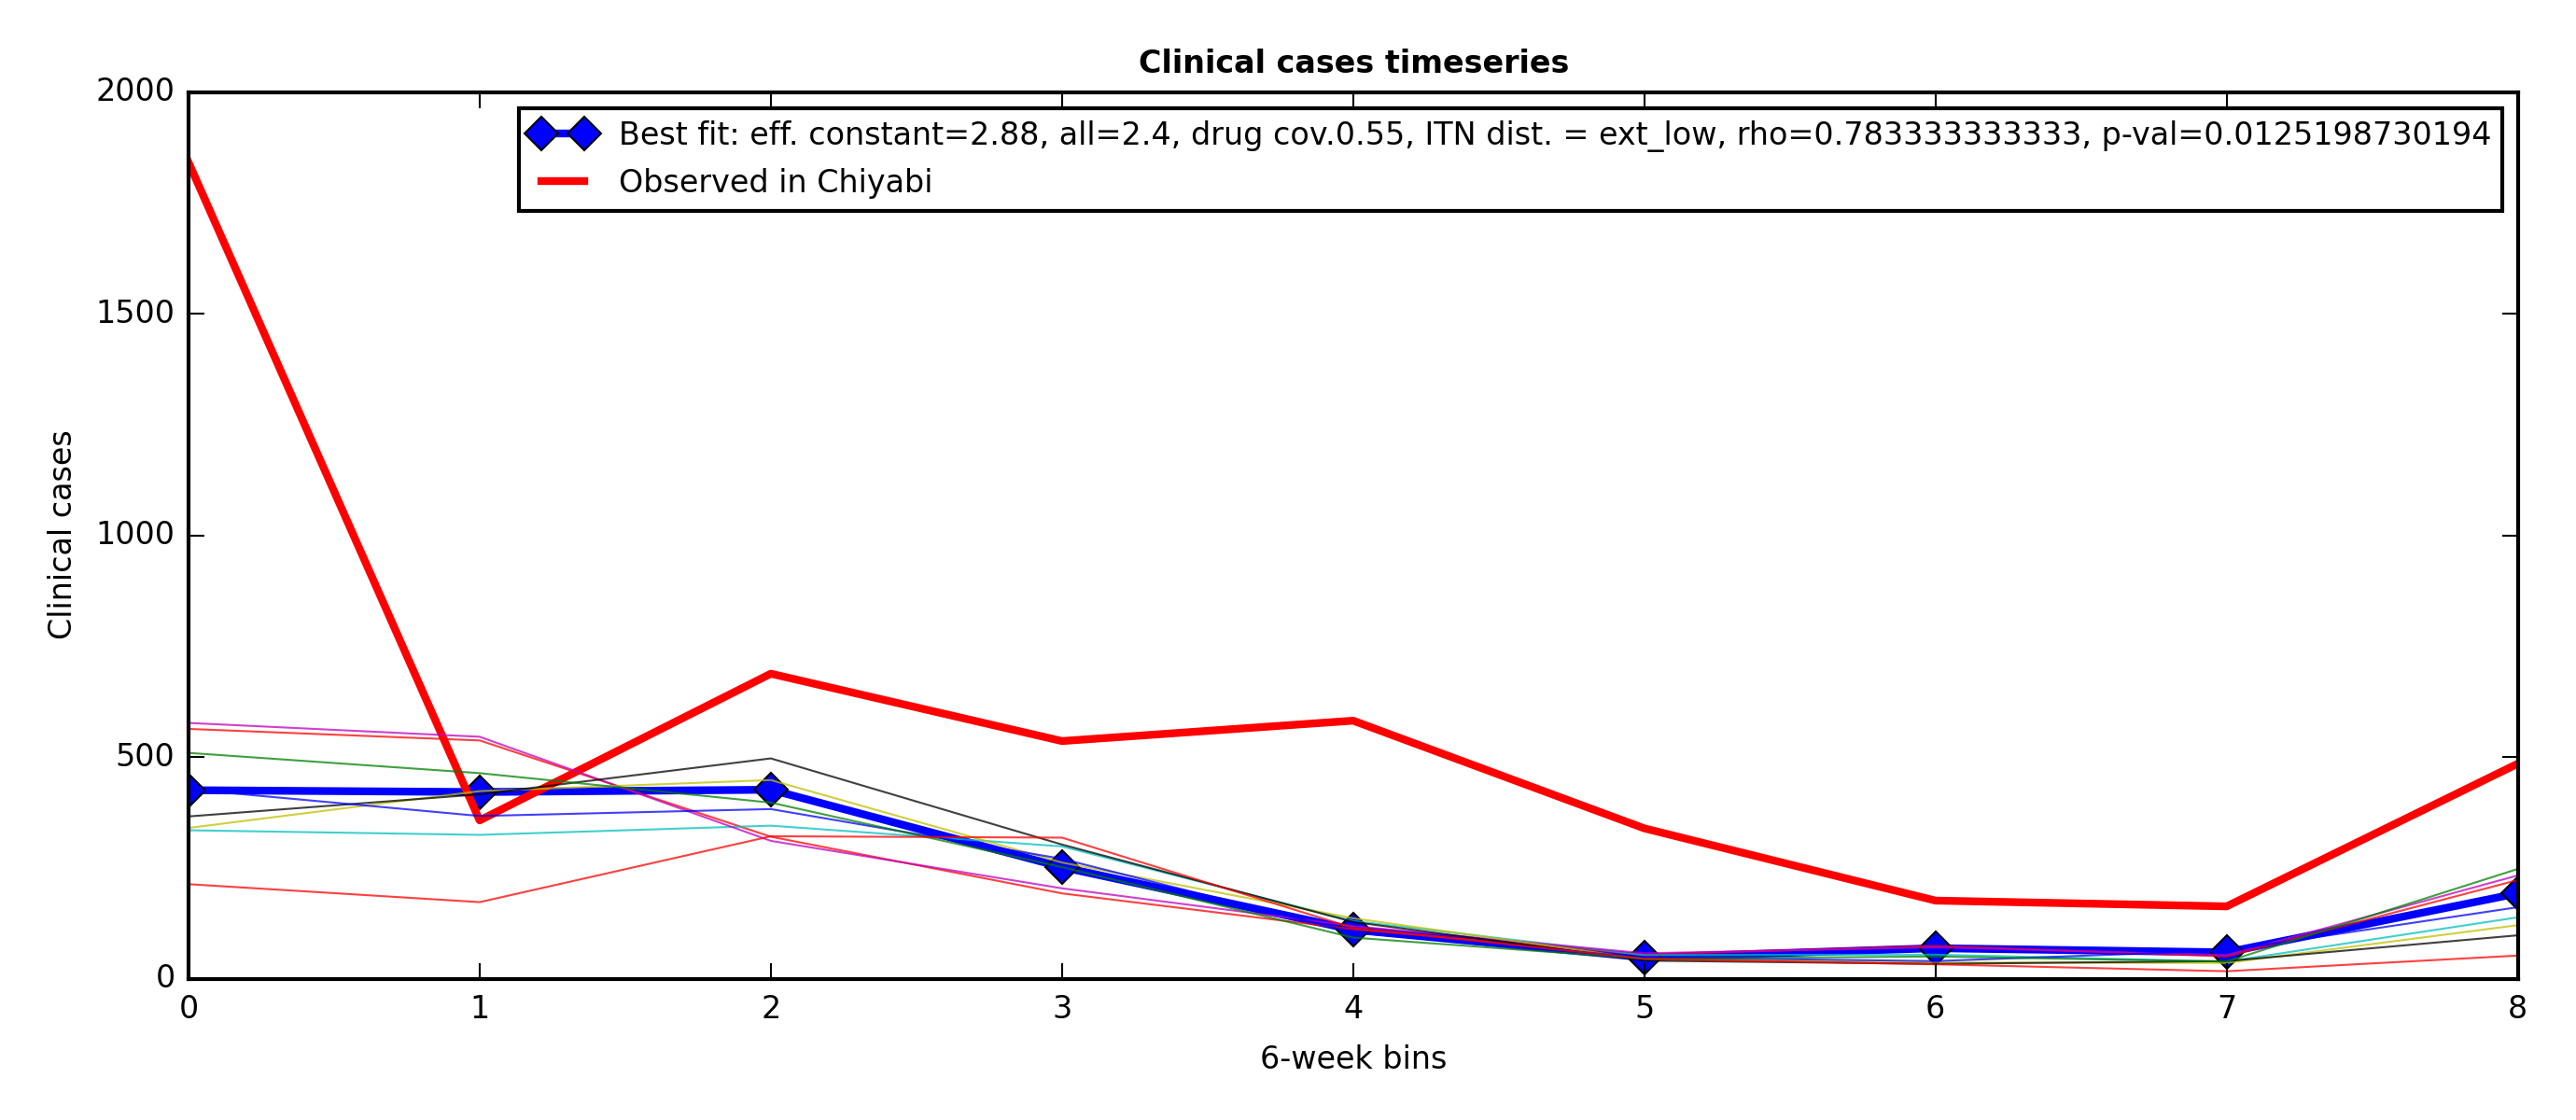 Clinical cases timeseries
2000
1500
1000
500
0
Clinical cases
Best fit: eff. constant=2.88, all=2.4, drug cov.0.55, ITN dist. = ext_low, rho=0.783333333333, p-val=0.0125198730194
Observed in Chiyabi
0 1 2 3 4 5 6 7 8
6-week bins